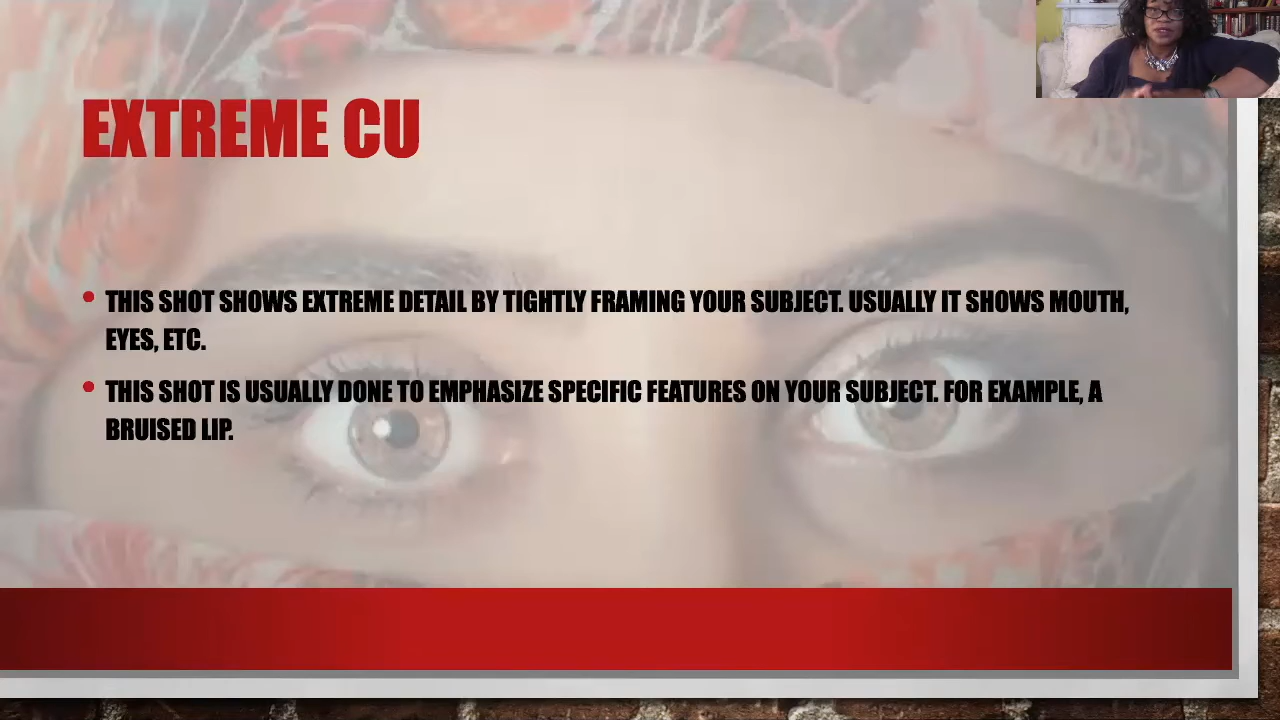 EXTREME CU
THIS SHOT SHOWS EXTREME DETAIL BY TIGHTLY FRAMING YOUR SUBJECT. USUALLY IT SHOWS MOUTH,
EYES, ETC.
THIS SHOT IS USUALLY DONE TO EMPHASIZE SPECIFIC FEATURES ON YOUR SUBJECT. FOR EXAMPLE, A
BRUISED LIP.